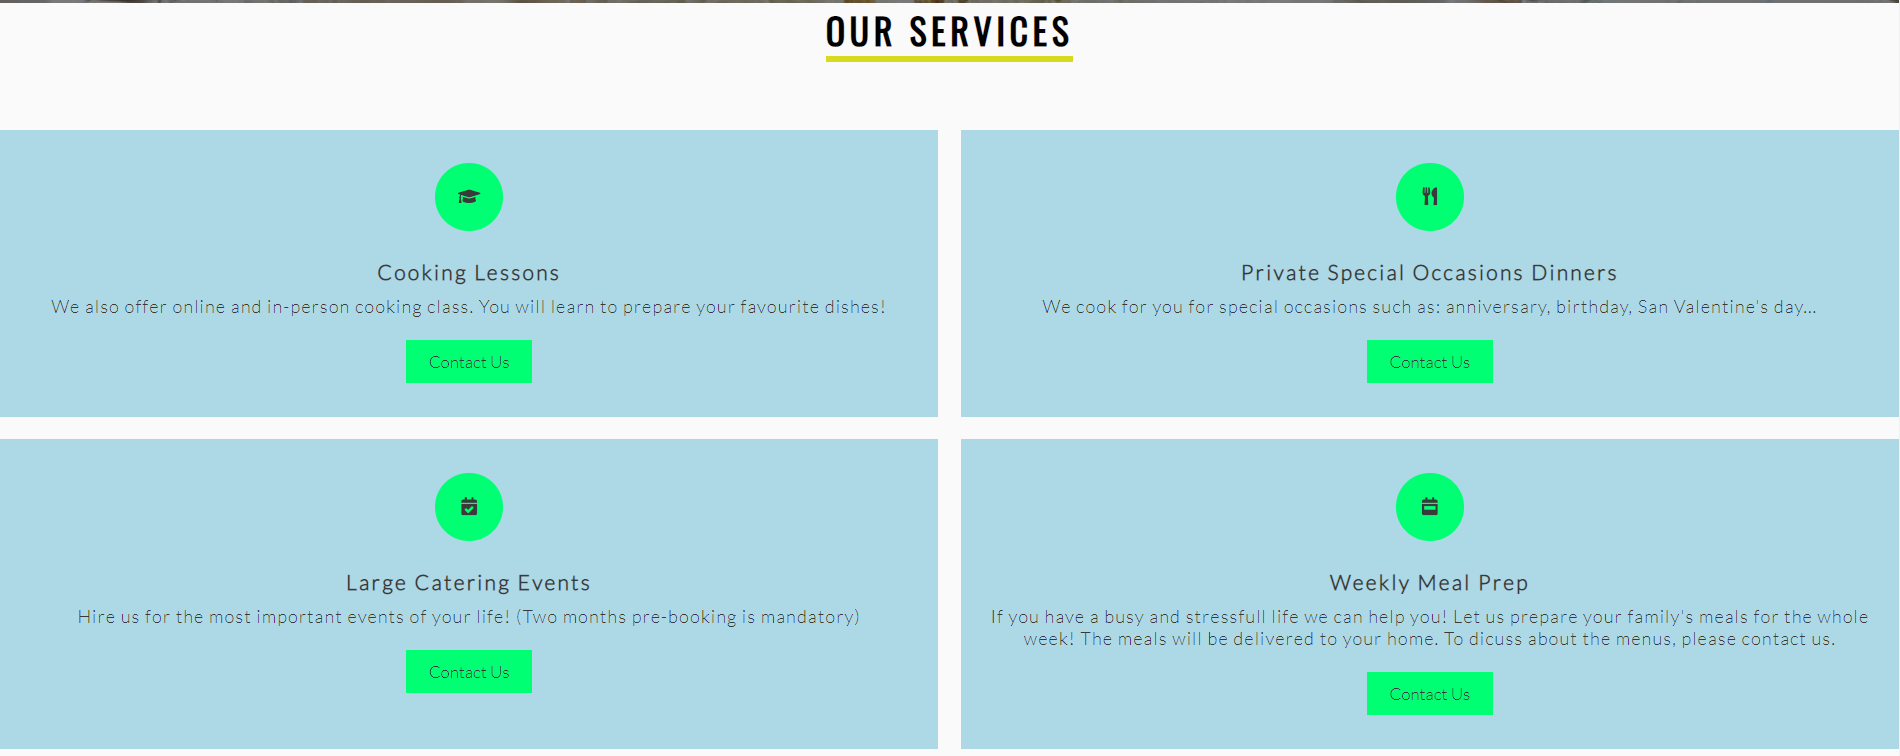 OUR SERVICES
Cooking Lessons
We also offer online and in-person cooking class. You will learn to prepare your favourite dishes!
Contact Us
Private Special Occasions Dinners
We cook for you for special occasions such as: anniversary, birthday, San Valentine's day...
Contact Us
Large Catering Events
Hire us for the most important events of your life! (Two months pre-booking is mandatory)
Contact Us
Weekly Meal Prep
If you have a busy and stressfull life we can help you! Let us prepare your family's meals for the whole
week! The meals will be delivered to your home. To dicuss about the menus, please contact us.
Contact Us